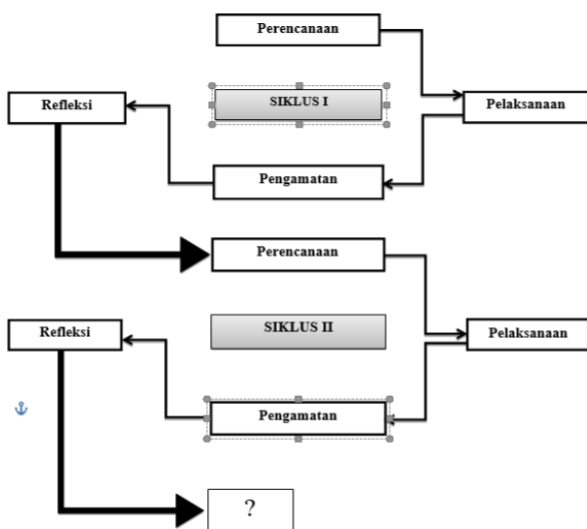 Perencanaan
SIKLUS I
Refleksi
Pelaksanaan
Pengamatan
Perencanaan
SIKLUS II
Refleksi
Pelaksanaan
Pengamatan
?